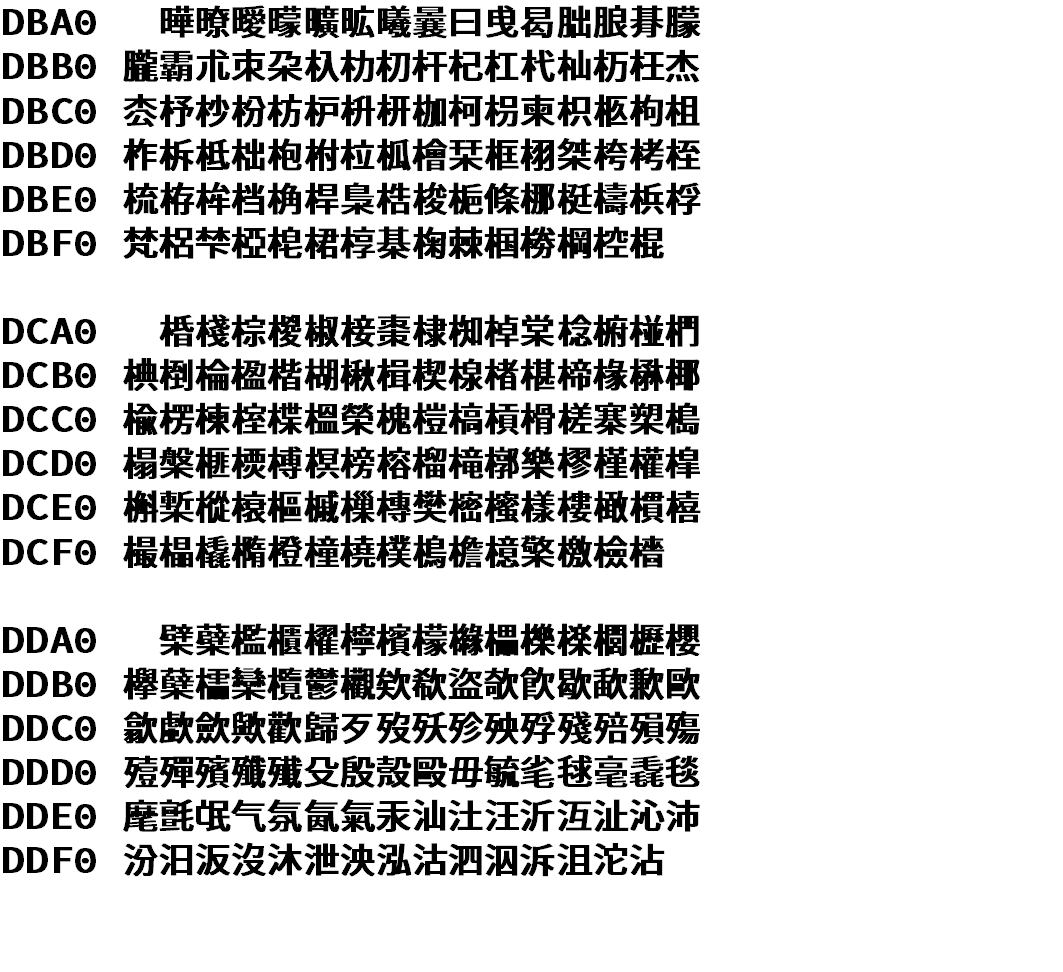 DBA0 曄暸曖曚曠昿曦曩曰曵曷朏朖朞朦
DBB0 朧霸朮朿朶杁朸朷杆杞杠杙杣杤枉杰
DBC0 枩杼杪枌枋枦枡枅枷柯枴柬枳柩枸柤
DBD0 柞柝柢柮枹柎柆柧檜栞框栩桀桍栲桎
DBE0 梳栫桙档桷桿梟梏梭梔條梛梃檮梹桴
DBF0 梵梠梺椏梍桾椁棊椈棘椢椦棡椌棍
DCA0 棔棧棕椶椒椄棗棣椥棹棠棯椨椪椚
DCB0 椣椡棆楹楷楜楸楫楔楾楮椹楴椽楙椰
DCC0 楡楞楝榁楪榲榮槐榿槁槓榾槎寨槊槝
DCD0 榻槃榧樮榑榠榜榕榴槞槨樂樛槿權槹
DCE0 槲槧樅榱樞槭樔槫樊樒櫁樣樓橄樌橲
DCF0 樶橸橇橢橙橦橈樸樢檐檍檠檄檢檣
DDA0 檗蘗檻櫃櫂檸檳檬櫞櫑櫟檪櫚櫪櫻
DDB0 欅蘖櫺欒欖鬱欟欸欷盜欹飮歇歃歉歐
DDC0 歙歔歛歟歡歸歹歿殀殄殃殍殘殕殞殤
DDD0 殪殫殯殲殱殳殷殼毆毋毓毟毬毫毳毯
DDE0 麾氈氓气氛氤氣汞汕汢汪沂沍沚沁沛
DDF0 汾汨汳沒沐泄泱泓沽泗泅泝沮沱沾